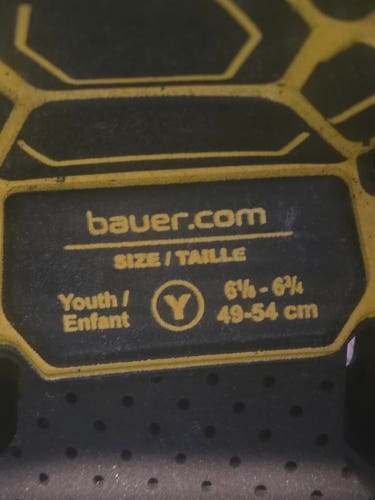 bauer.com
SIZE / TAILLE
Youth / Y 6⅛ - 6¾
Enfant 49-54 cm